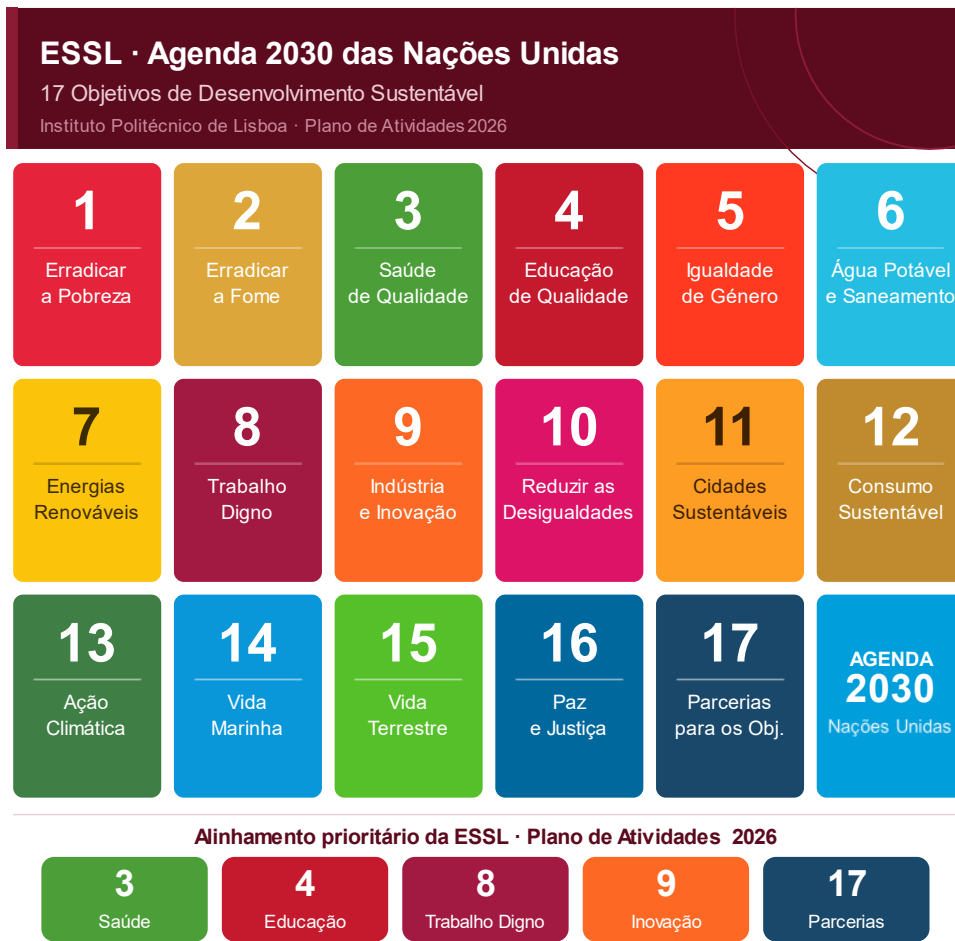 ESSL · Agenda 2030 das Nações Unidas
17 Objetivos de Desenvolvimento Sustentável
Instituto Politécnico de Lisboa · Plano de Atividades 2026
1
Erradicar
a Pobreza
2
Erradicar
a Fome
3
Saúde
de Qualidade
4
Educação
de Qualidade
5
Igualdade
de Género
6
Água Potável
e Saneamento
7
Energias
Renováveis
8
Trabalho
Digno
9
Indústria
e Inovação
10
Reduzir as
Desigualdades
11
Cidades
Sustentáveis
12
Consumo
Sustentável
13
Ação
Climática
14
Vida
Marinha
15
Vida
Terrestre
16
Paz
e Justiça
17
Parcerias
para os Obj.
AGENDA
2030
Nações Unidas
Alinhamento prioritário da ESSL · Plano de Atividades 2026
3
Saúde
4
Educação
8
Trabalho Digno
9
Inovação
17
Parcerias